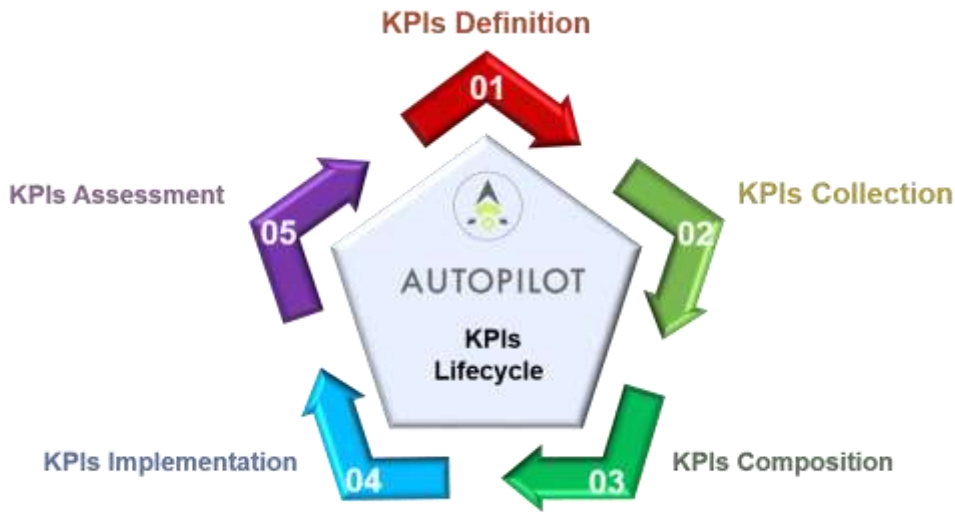 KPIs Definition
01
KPIs Assessment
05
KPIs Collection
02
AUTOPILOT
KPIs
Lifecycle
KPIs Implementation
04
KPIs Composition
03